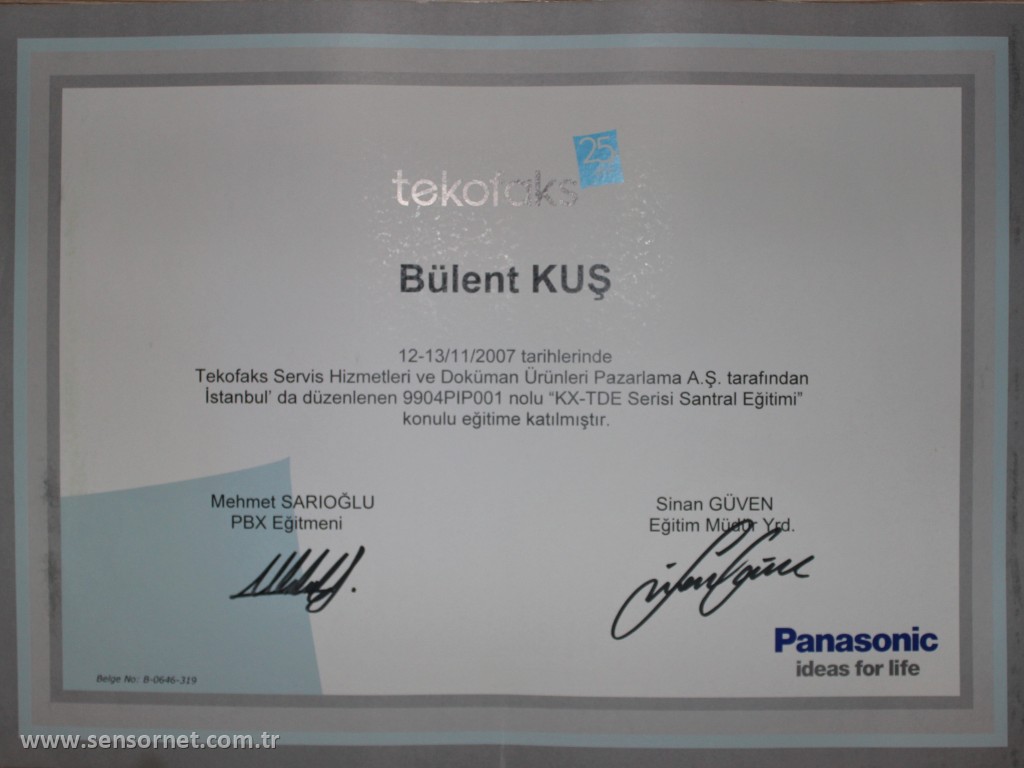 tekofaks
25
Bülent KUŞ
12-13/11/2007 tarihlerinde
Tekofaks Servis Hizmetleri ve Doküman Ürünleri Pazarlama A.Ş. tarafından
İstanbul' da düzenlenen 9904PIP001 nolu “KX-TDE Serisi Santral Eğitimi”
konulu eğitime katılmıştır.
Mehmet SARIOĞLU
PBX Eğitmeni
Sinan GÜVEN
Eğitim Müdür Yrd.
Panasonic
ideas for life
Belge No: B-0646-319
www.sensornet.com.tr